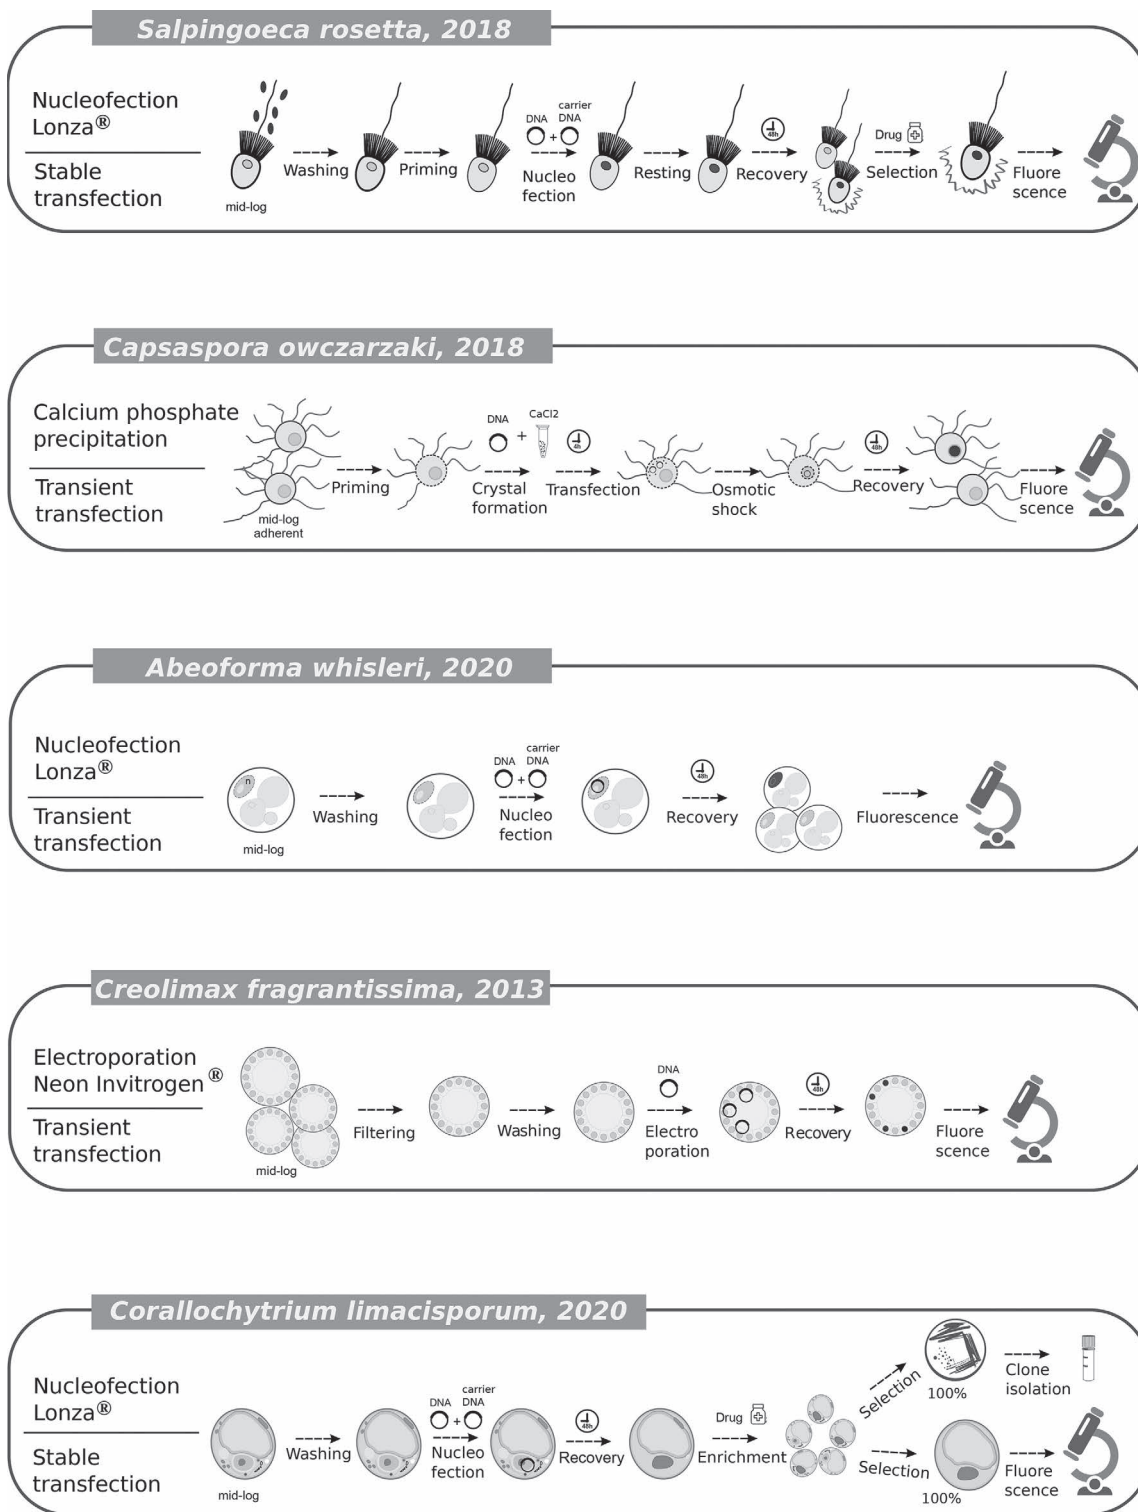 Salpingoeca rosetta, 2018
Nucleofection
Lonza®
Stable
transfection
mid-log
Washing
Priming
DNA
+
carrier
DNA
Nucleo
fection
Resting
48h
Recovery
Drug
Selection
Fluore
scence
Capsaspora owczarzaki, 2018
Calcium phosphate
precipitation
Transient
transfection
mid-log
adherent
Priming
DNA
+
CaCl2
Crystal
formation
4h
Transfection
Osmotic
shock
48h
Recovery
Fluore
scence
Abeoforma whisleri, 2020
Nucleofection
Lonza®
Transient
transfection
n
mid-log
Washing
DNA
+
carrier
DNA
Nucleo
fection
48h
Recovery
Fluorescence
Creolimax fragrantissima, 2013
Electroporation
Neon Invitrogen®
Transient
transfection
mid-log
Filtering
Washing
DNA
Electro
poration
48h
Recovery
Fluore
scence
Corallochytrium limacisporum, 2020
Nucleofection
Lonza®
Stable
transfection
mid-log
Washing
DNA
+
carrier
DNA
Nucleo
fection
48h
Recovery
Drug
Enrichment
Selection
100%
Clone
isolation
Selection
100%
Fluore
scence